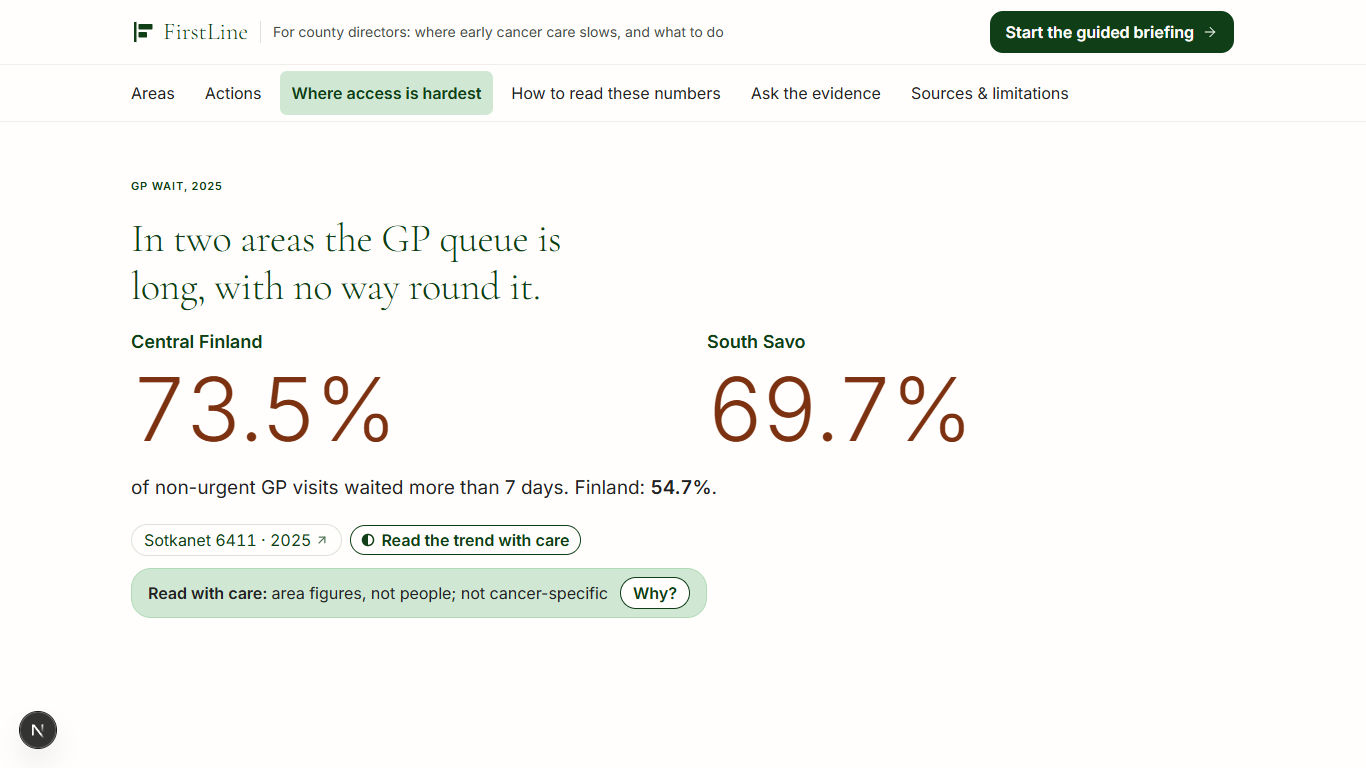 FirstLine
For county directors: where early cancer care slows, and what to do
Start the guided briefing →
Areas
Actions
Where access is hardest
How to read these numbers
Ask the evidence
Sources & limitations
GP WAIT, 2025
In two areas the GP queue is
long, with no way round it.
Central Finland
South Savo
73.5%
69.7%
of non-urgent GP visits waited more than 7 days. Finland: 54.7%.
Sotkanet 6411 · 2025 ↗
Read the trend with care
Read with care: area figures, not people; not cancer-specific
Why?
N